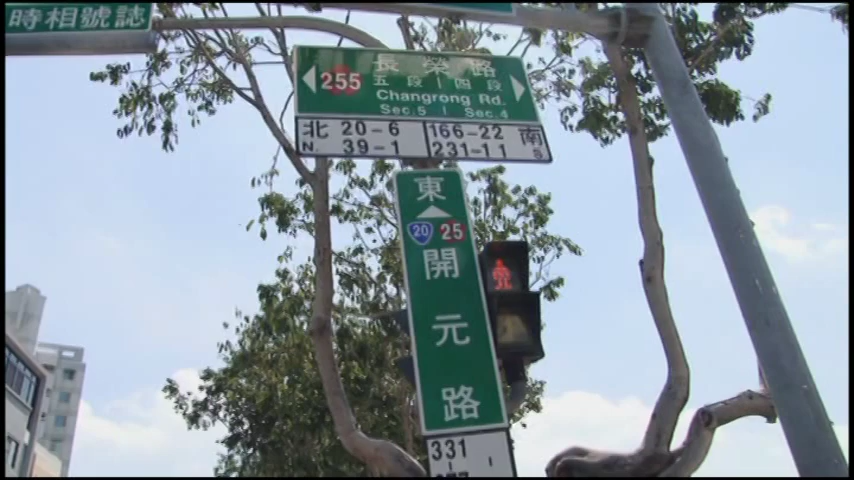 時相號誌
長榮路
255
五段｜四段
Changrong Rd.
Sec.5 | Sec.4
北 20-6 166-22 南
N. 39-1 231-11 S
東
20 25
開
元
路
331